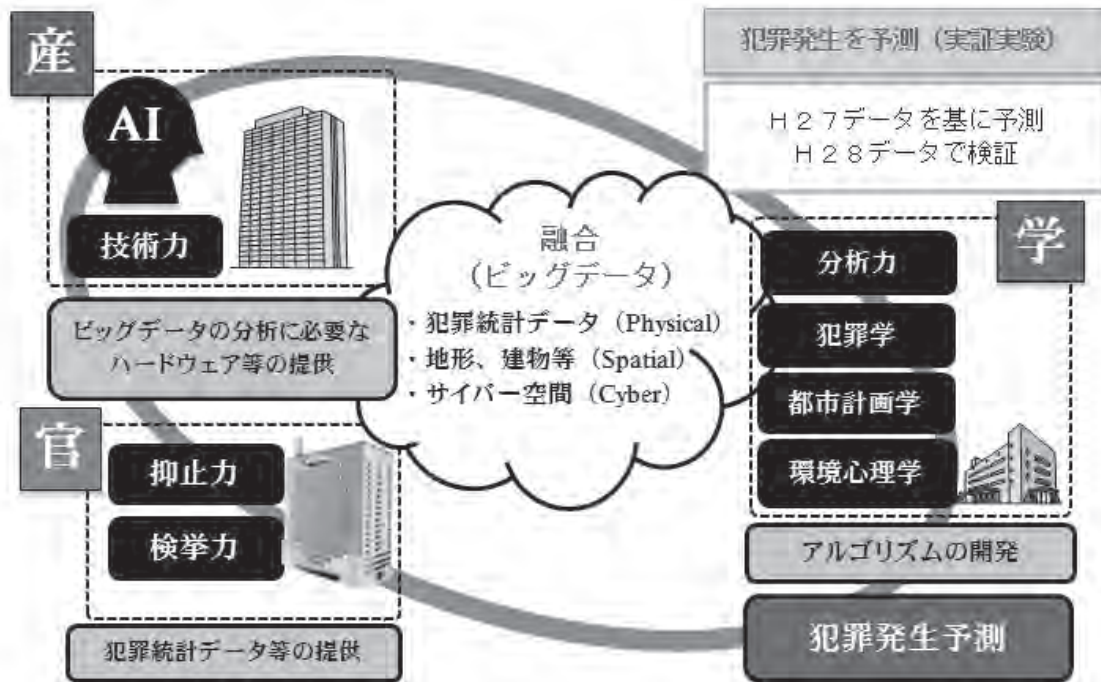 産
AI
技術力
ビッグデータの分析に必要な
ハードウェア等の提供
官
抑止力
検挙力
犯罪統計データ等の提供
融合
（ビッグデータ）
・犯罪統計データ（Physical）
・地形、建物等（Spatial）
・サイバー空間（Cyber）
犯罪発生を予測（実証実験）
Ｈ２７データを基に予測
Ｈ２８データで検証
学
分析力
犯罪学
都市計画学
環境心理学
アルゴリズムの開発
犯罪発生予測